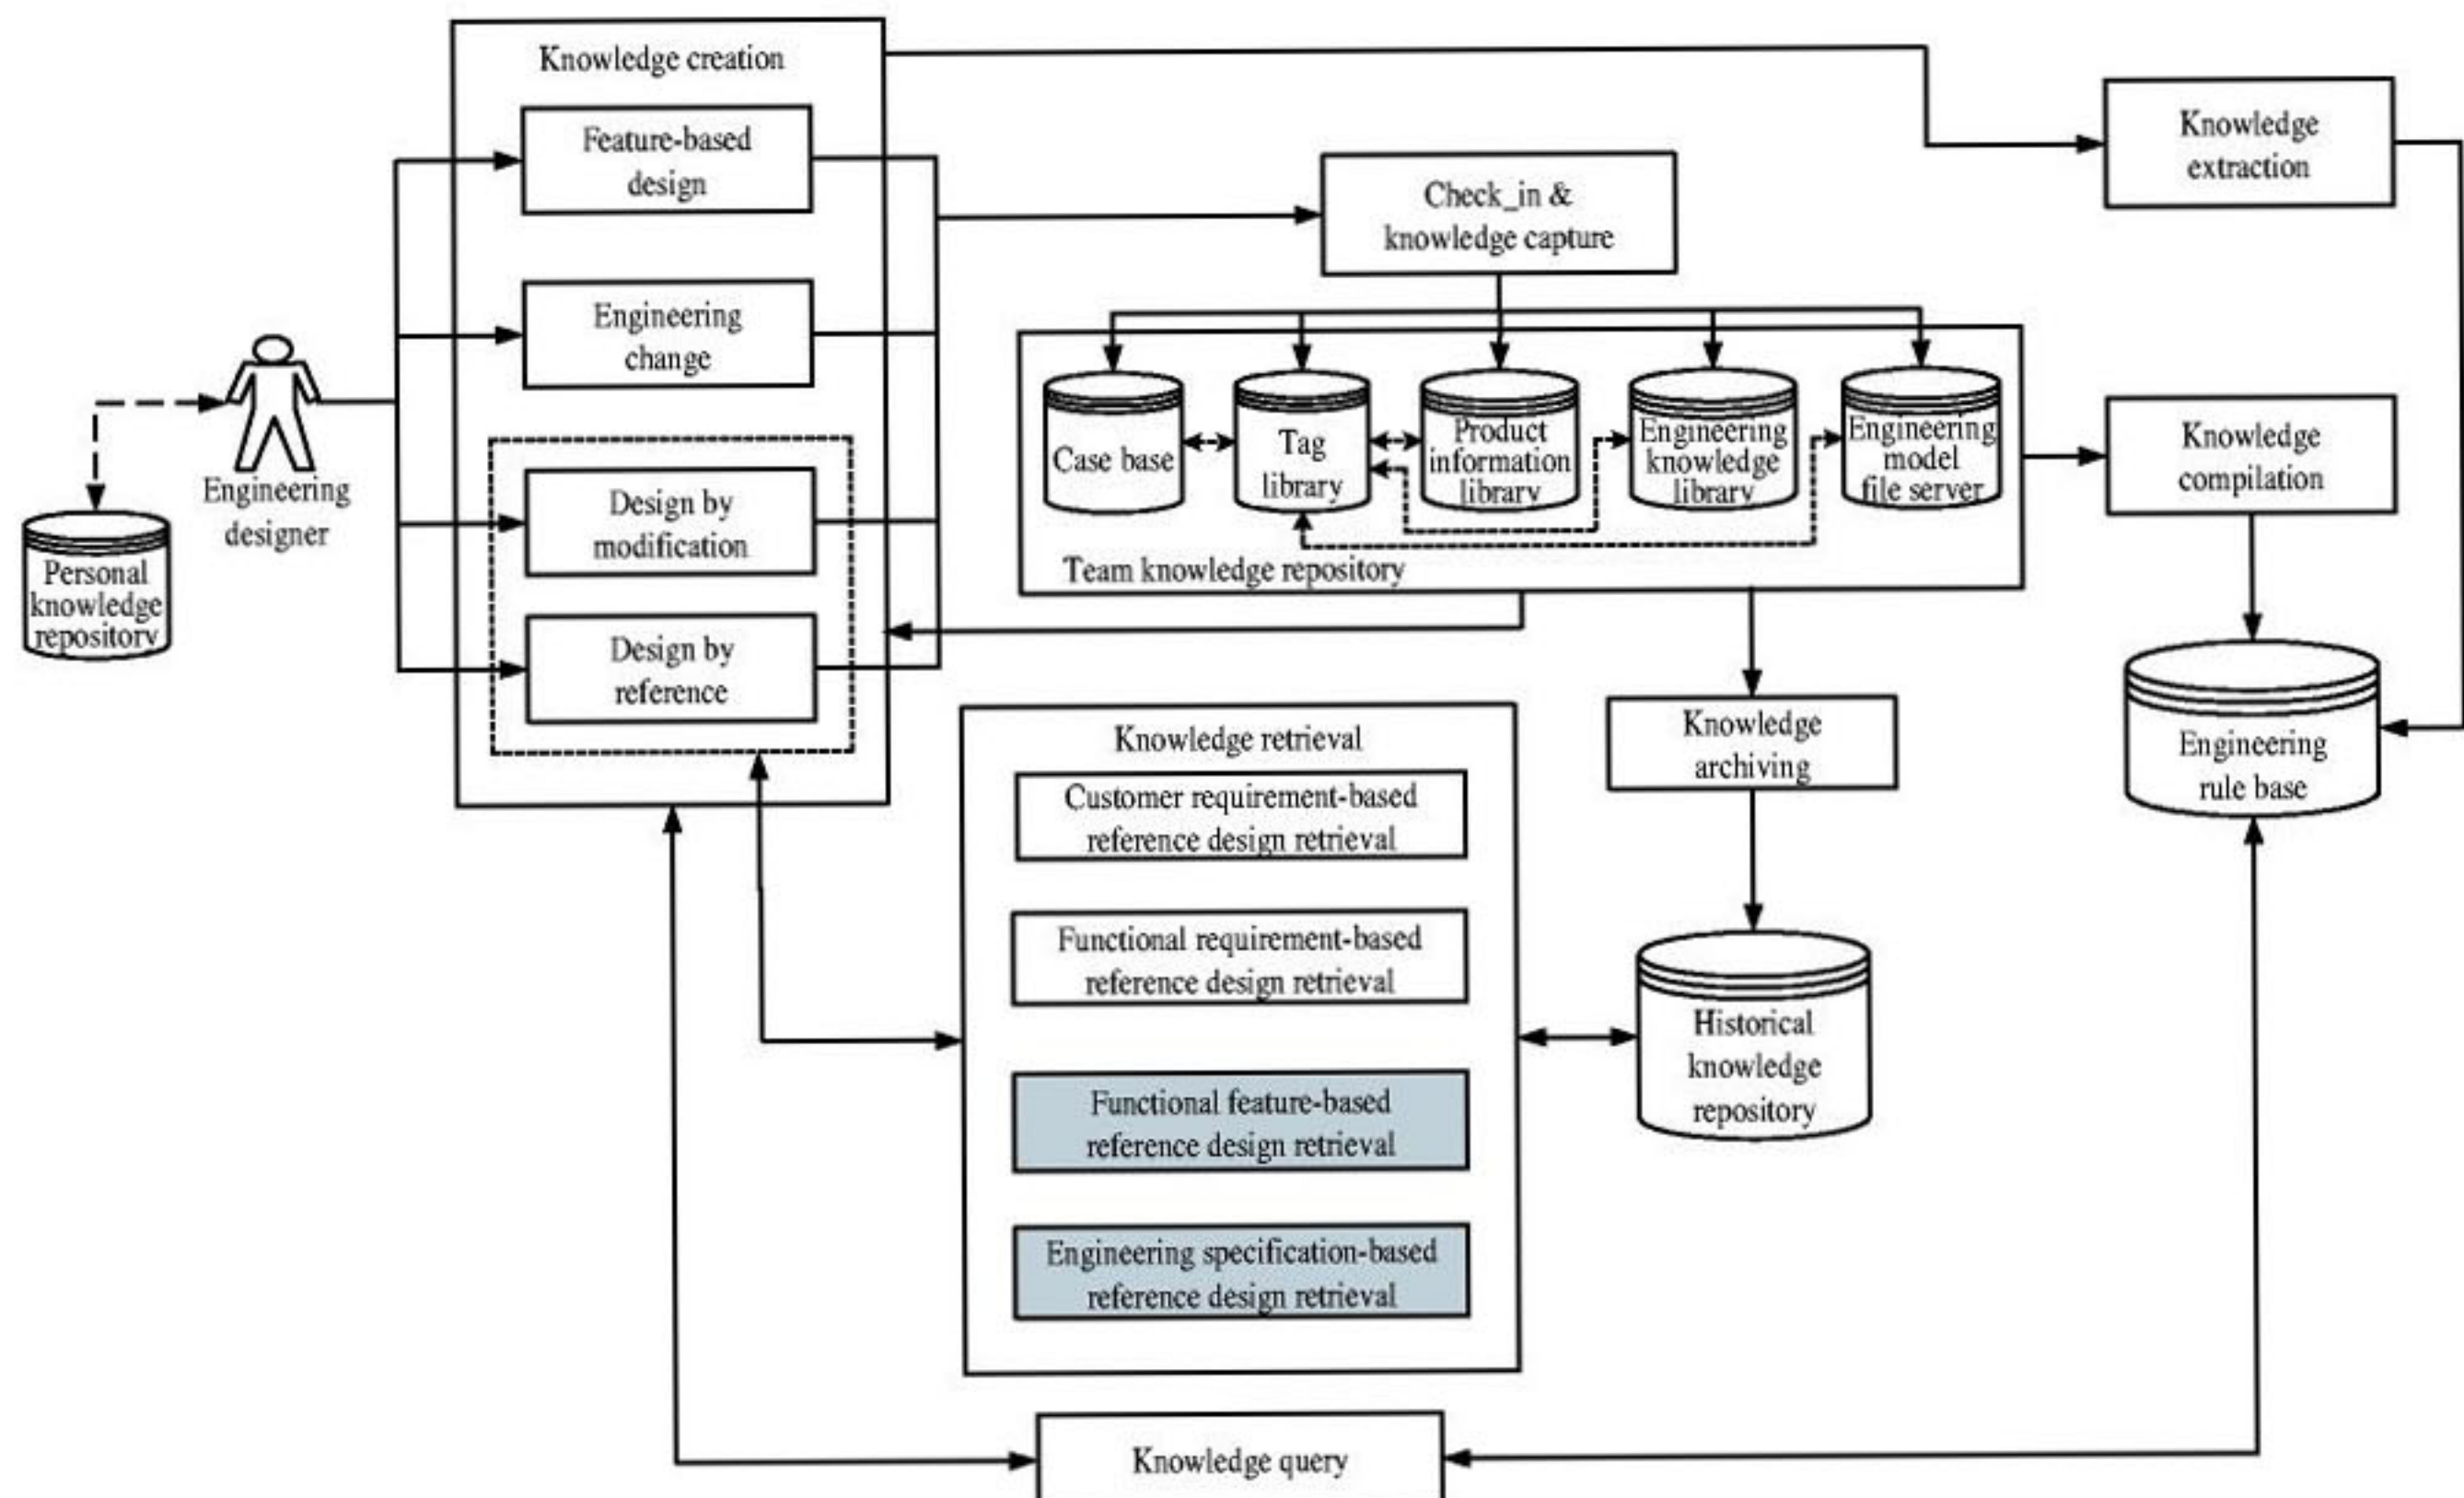 Knowledge creation
Feature-based
design
Engineering
change
Design by
modification
Design by
reference
Engineering
designer
Personal
knowledge
repository
Check_in &
knowledge capture
Knowledge
extraction
Case base
Tag
library
Product
information
library
Engineering
knowledge
library
Engineering
model
file server
Team knowledge repository
Knowledge
compilation
Engineering
rule base
Knowledge
archiving
Historical
knowledge
repository
Knowledge retrieval
Customer requirement-based
reference design retrieval
Functional requirement-based
reference design retrieval
Functional feature-based
reference design retrieval
Engineering specification-based
reference design retrieval
Knowledge query